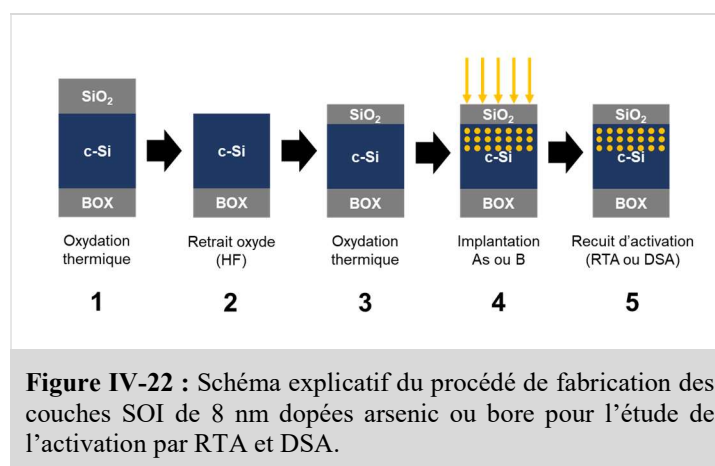 SiO2
c-Si
BOX
c-Si
BOX
SiO2
c-Si
BOX
SiO2
c-Si
BOX
SiO2
c-Si
BOX
Oxydation
thermique
Retrait oxyde
(HF)
Oxydation
thermique
Implantation
As ou B
Recuit d'activation
(RTA ou DSA)
1
2
3
4
5
Figure IV-22 : Schéma explicatif du procédé de fabrication des
couches SOI de 8 nm dopées arsenic ou bore pour l'étude de
l'activation par RTA et DSA.